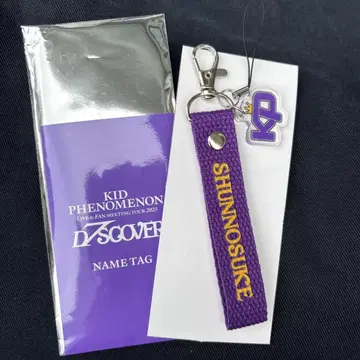 KID
PHENOMENON
LIVE & FAN MEETING TOUR 2025
DISCOVER
NAME TAG
KP
SHUNNOSUKE